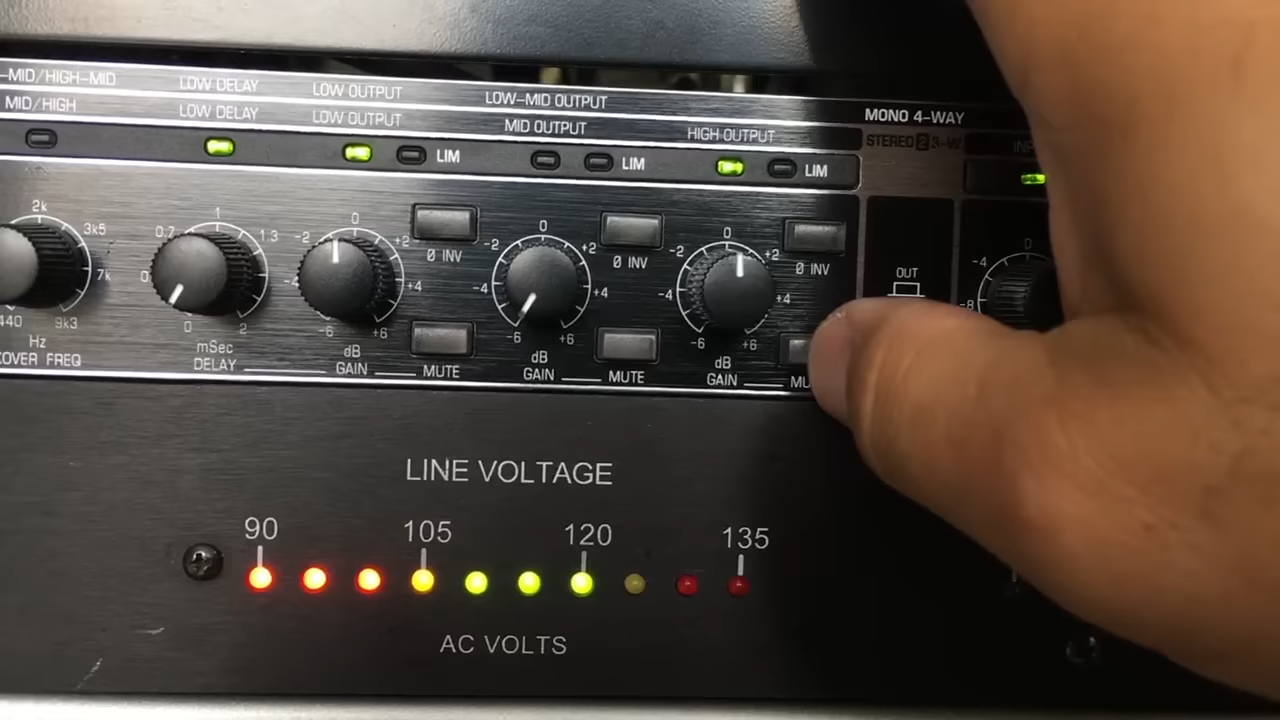 -MID/HIGH-MID LOW DELAY LOW OUTPUT LOW-MID OUTPUT MONO 4-WAY
MID/HIGH LOW DELAY LOW OUTPUT MID OUTPUT HIGH OUTPUT STEREO 2
LIM LIM LIM
2k 3k5 7k 9k3 440
Hz
OVER FREQ
0 0.7 1 1.3 2
mSec
DELAY
-6 -4 -2 0 +2 +4 +6
dB
GAIN
Ø INV
MUTE
-6 -4 -2 0 +2 +4 +6
dB
GAIN
Ø INV
MUTE
-6 -4 -2 0 +2 +4 +6
dB
GAIN
Ø INV
MU
OUT
-8 -4 0
LINE VOLTAGE
90 105 120 135
AC VOLTS